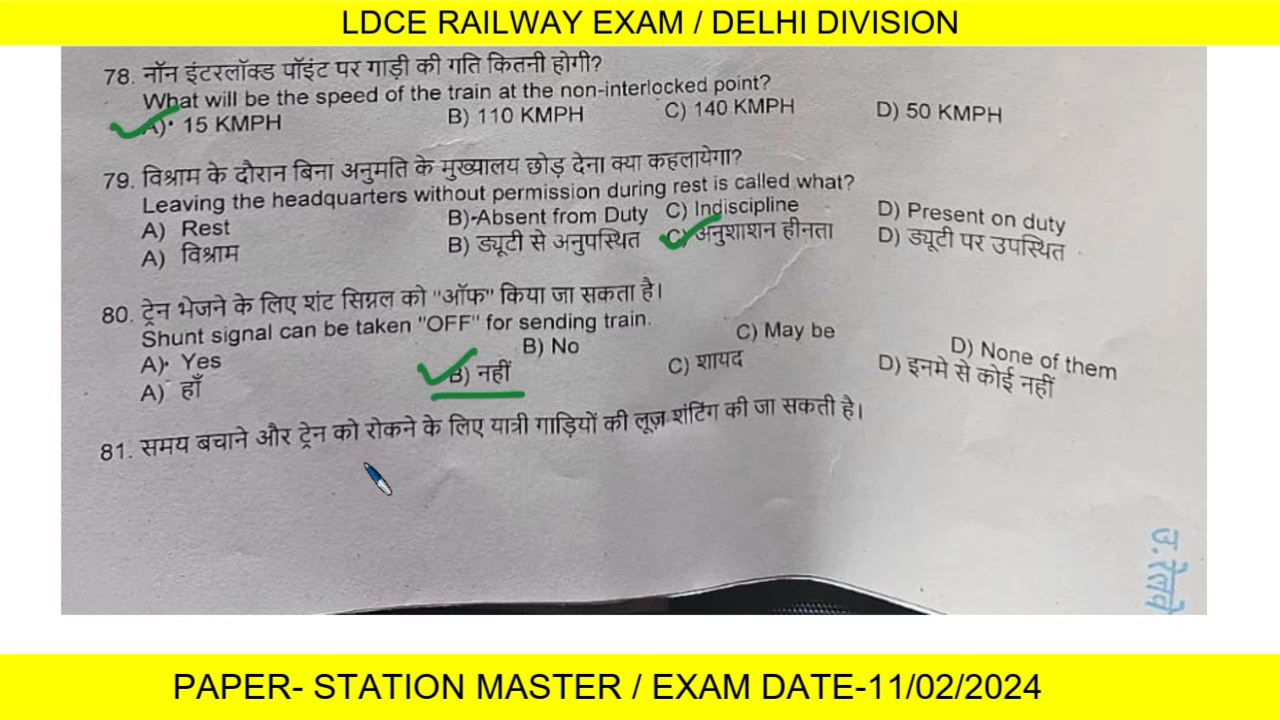 LDCE RAILWAY EXAM / DELHI DIVISION
78. नॉन इंटरलॉक्ड पॉइंट पर गाड़ी की गति कितनी होगी?
What will be the speed of the train at the non-interlocked point?
A) 15 KMPH B) 110 KMPH C) 140 KMPH D) 50 KMPH
79. विश्राम के दौरान बिना अनुमति के मुख्यालय छोड़ देना क्या कहलायेगा?
Leaving the headquarters without permission during rest is called what?
A) Rest B) Absent from Duty C) Indiscipline D) Present on duty
A) विश्राम B) ड्यूटी से अनुपस्थित C) अनुशाशन हीनता D) ड्यूटी पर उपस्थित
80. ट्रेन भेजने के लिए शंट सिग्नल को "ऑफ" किया जा सकता है।
Shunt signal can be taken "OFF" for sending train.
A) Yes B) No C) May be D) None of them
A) हाँ B) नहीं C) शायद D) इनमे से कोई नहीं
81. समय बचाने और ट्रेन को रोकने के लिए यात्री गाड़ियों की लूज़ शंटिंग की जा सकती है।
उ. रेलवे
PAPER- STATION MASTER / EXAM DATE-11/02/2024